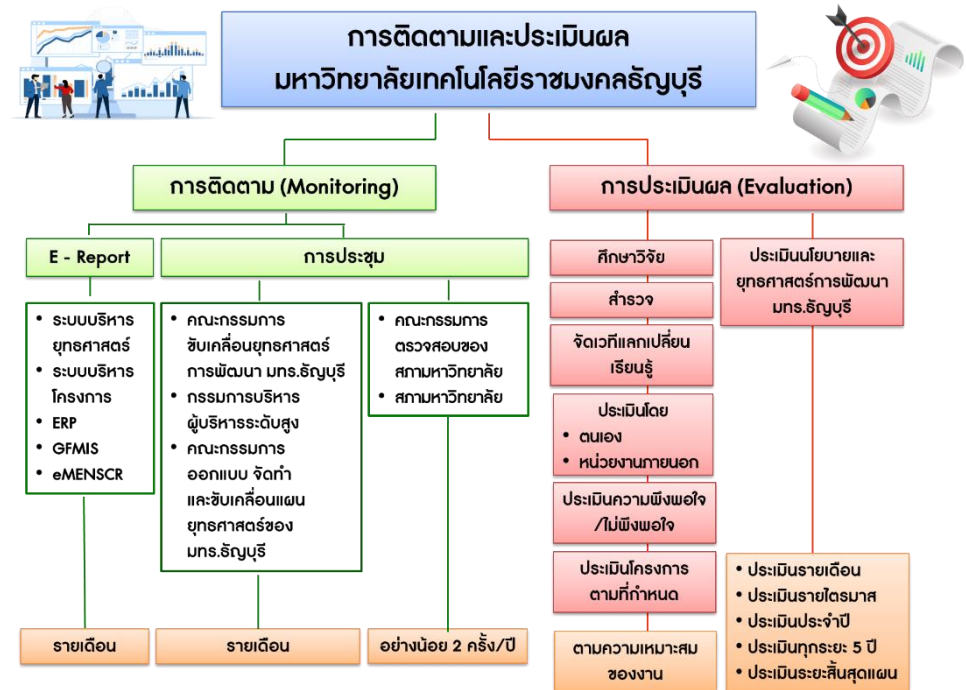 การติดตามและประเมินผล
มหาวิทยาลัยเทคโนโลยีราชมงคลธัญบุรี
การติดตาม (Monitoring)
E - Report
• ระบบบริหาร
ยุทธศาสตร์
• ระบบบริหาร
โครงการ
• ERP
• GFMIS
• eMENSCR
รายเดือน
การประชุม
• คณะกรรมการ
ขับเคลื่อนยุทธศาสตร์
การพัฒนา มทร.ธัญบุรี
• กรรมการบริหาร
ผู้บริหารระดับสูง
• คณะกรรมการ
ออกแบบ จัดทำ
และขับเคลื่อนแผน
ยุทธศาสตร์ของ
มทร.ธัญบุรี
รายเดือน
• คณะกรรมการ
ตรวจสอบของ
สภามหาวิทยาลัย
• สภามหาวิทยาลัย
อย่างน้อย 2 ครั้ง/ปี
การประเมินผล (Evaluation)
ศึกษาวิจัย
สำรวจ
จัดเวทีแลกเปลี่ยน
เรียนรู้
ประเมินโดย
• ตนเอง
• หน่วยงานภายนอก
ประเมินความพึงพอใจ
/ไม่พึงพอใจ
ประเมินโครงการ
ตามที่กำหนด
ตามความเหมาะสม
ของงาน
ประเมินนโยบายและ
ยุทธศาสตร์การพัฒนา
มทร.ธัญบุรี
• ประเมินรายเดือน
• ประเมินรายไตรมาส
• ประเมินประจำปี
• ประเมินทุกระยะ 5 ปี
• ประเมินระยะสิ้นสุดแผน